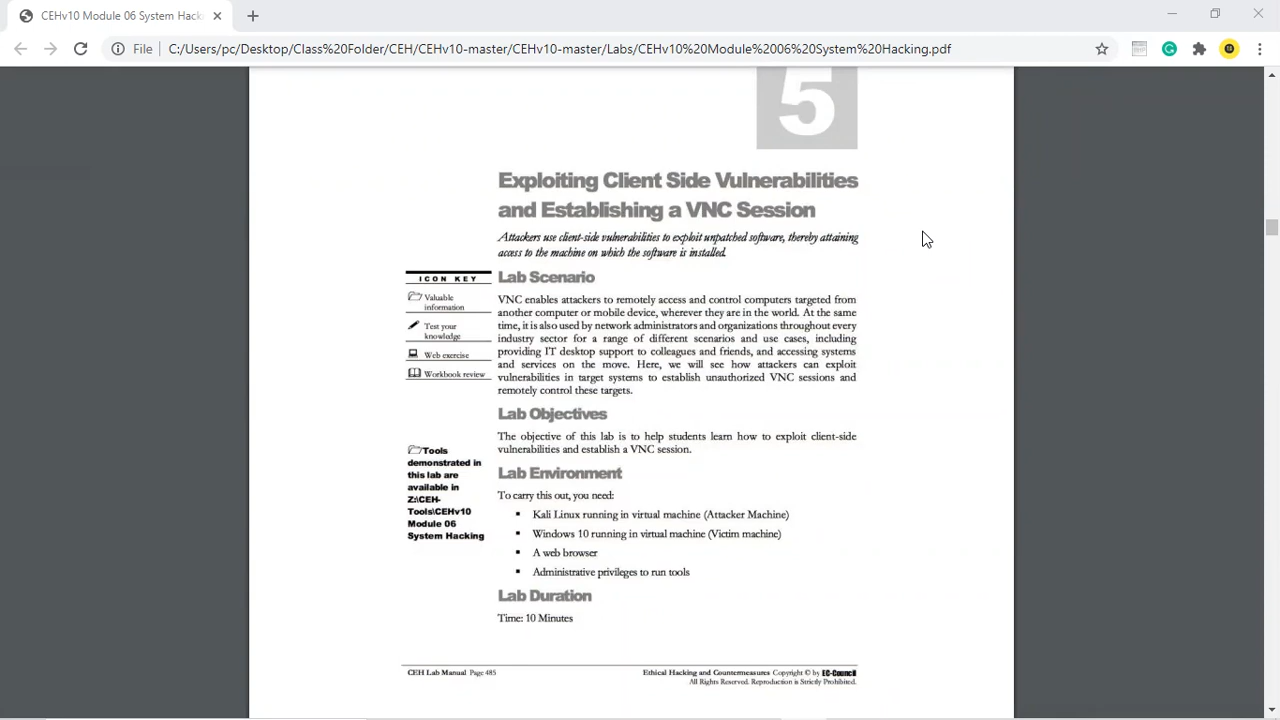 CEHv10 Module 06 System Hack
File
C:/Users/pc/Desktop/Class%20Folder/CEH/CEHv10-master/CEHv10-master/Labs/CEHv10%20Module%2006%20System%20Hacking.pdf
5
Exploiting Client Side Vulnerabilities
and Establishing a VNC Session
Attackers use client-side vulnerabilities to exploit unpatched software, thereby attaining
access to the machine on which the software is installed.
ICON KEY
Valuable
information
Test your
knowledge
Web exercise
Workbook review
Lab Scenario
VNC enables attackers to remotely access and control computers targeted from
another computer or mobile device, wherever they are in the world. At the same
time, it is also used by network administrators and organizations throughout every
industry sector for a range of different scenarios and use cases, including
providing IT desktop support to colleagues and friends, and accessing systems
and services on the move. Here, we will see how attackers can exploit
vulnerabilities in target systems to establish unauthorized VNC sessions and
remotely control these targets.
Lab Objectives
The objective of this lab is to help students learn how to exploit client-side
vulnerabilities and establish a VNC session.
Tools
demonstrated in
this lab are
available in
Z:\CEH-
Tools\CEHv10
Module 06
System Hacking
Lab Environment
To carry this out, you need:
▪ Kali Linux running in virtual machine (Attacker Machine)
▪ Windows 10 running in virtual machine (Victim machine)
▪ A web browser
▪ Administrative privileges to run tools
Lab Duration
Time: 10 Minutes
CEH Lab Manual Page 485
Ethical Hacking and Countermeasures Copyright © by EC-Council
All Rights Reserved. Reproduction is Strictly Prohibited.